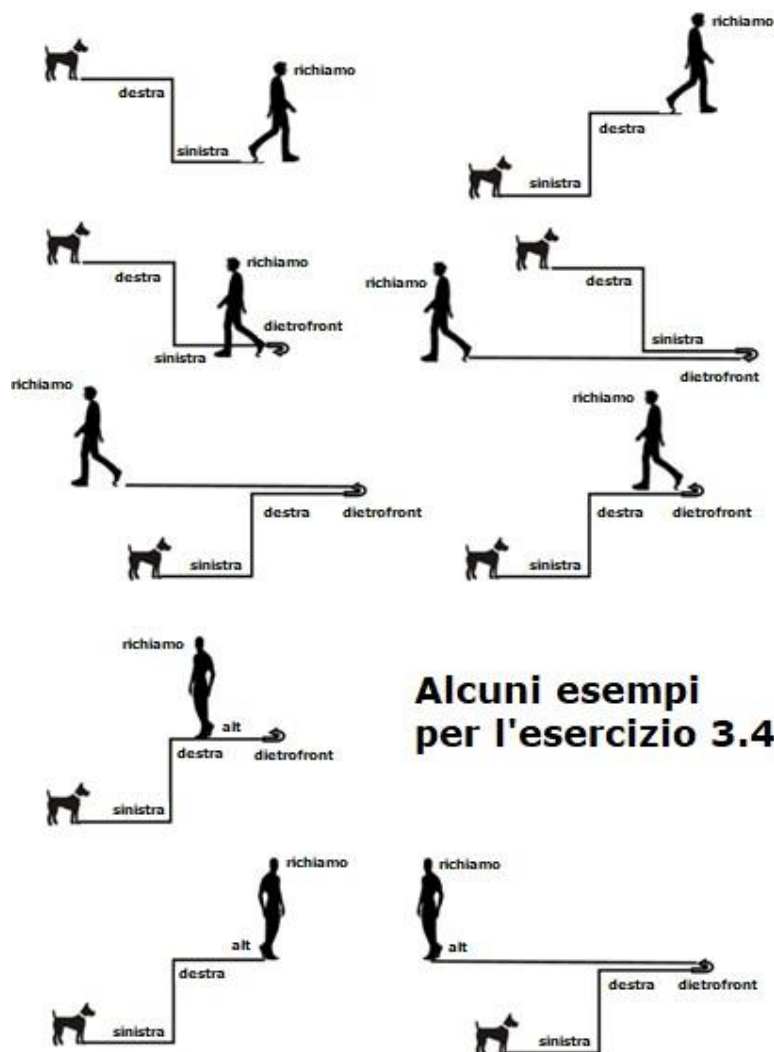 richiamo
destra
sinistra
richiamo
destra
sinistra
richiamo
destra
dietrofront
sinistra
richiamo
destra
sinistra
dietrofront
richiamo
destra
dietrofront
sinistra
richiamo
destra
dietrofront
sinistra
richiamo
alt
destra
dietrofront
sinistra
Alcuni esempi
per l'esercizio 3.4
richiamo
alt
destra
sinistra
richiamo
alt
destra
dietrofront
sinistra